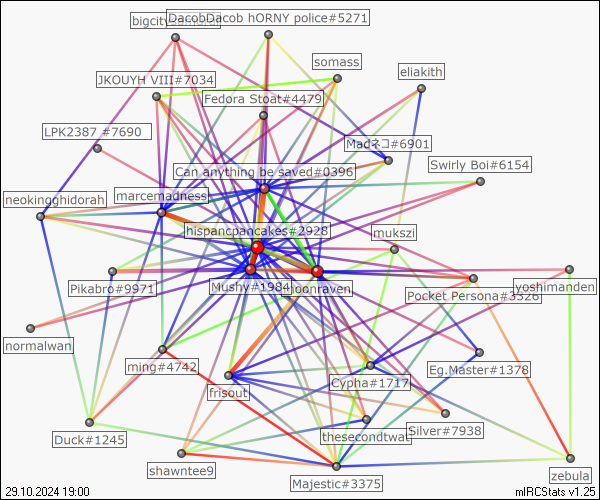 bigcity
DacobDacob hORNY police#5271
somass
eliakith
JKOUYH VIII#7034
Fedora Stoat#4479
LPK2387 #7690
Madネコ#6901
Swirly Boi#6154
Can anything be saved#0396
neokingghidorah
marcemadness
hispancpancakes#2928
mukszi
Pikabro#9971
Mushy#1984
loonraven
Pocket Persona#3326
yoshimanden
normalwan
ming#4742
Eg.Master#1378
Cypha#1717
frisout
Duck#1245
thesecondtwat
Silver#7938
shawntee9
Majestic#3375
zebula
29.10.2024 19:00
mIRCStats v1.25